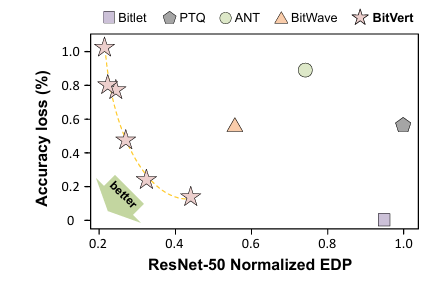 Bitlet PTQ ANT BitWave BitVert
Accuracy loss (%)
1.0
0.8
0.6
0.4
0.2
0
better
0.2 0.4 0.6 0.8 1.0
ResNet-50 Normalized EDP